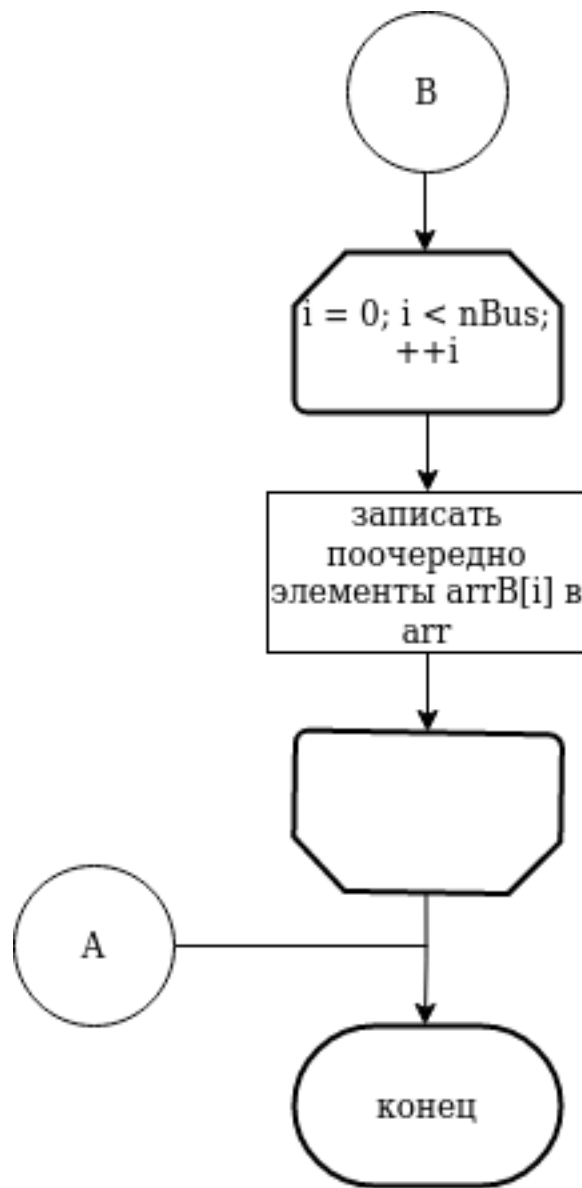 B
i = 0; i < nBus;
++i
записать
поочередно
элементы arrB[i] в
arr
A
конец